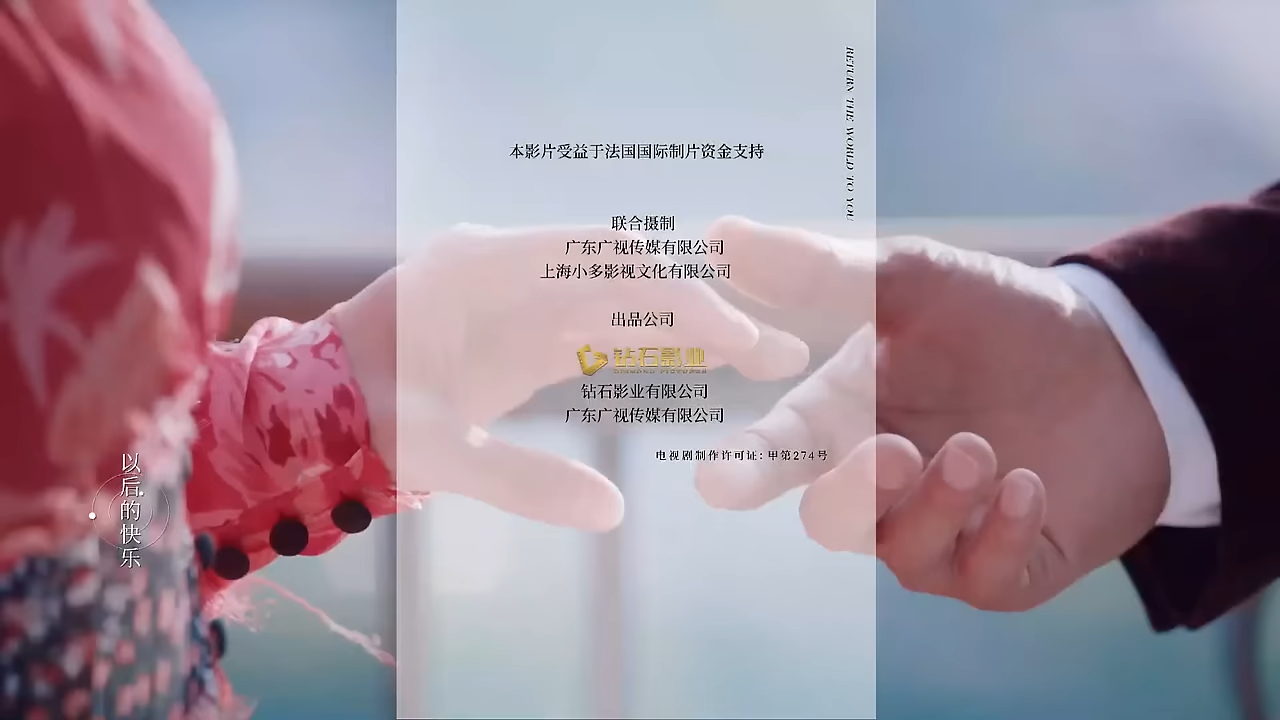 RETURN THE WORLD TO YOU
本影片受益于法国国际制片资金支持
联合摄制
广东广视传媒有限公司
上海小多影视文化有限公司
出品公司
钻石影业
DIAMOND PICTURES
钻石影业有限公司
广东广视传媒有限公司
电视剧制作许可证:甲第274号
以后的快乐